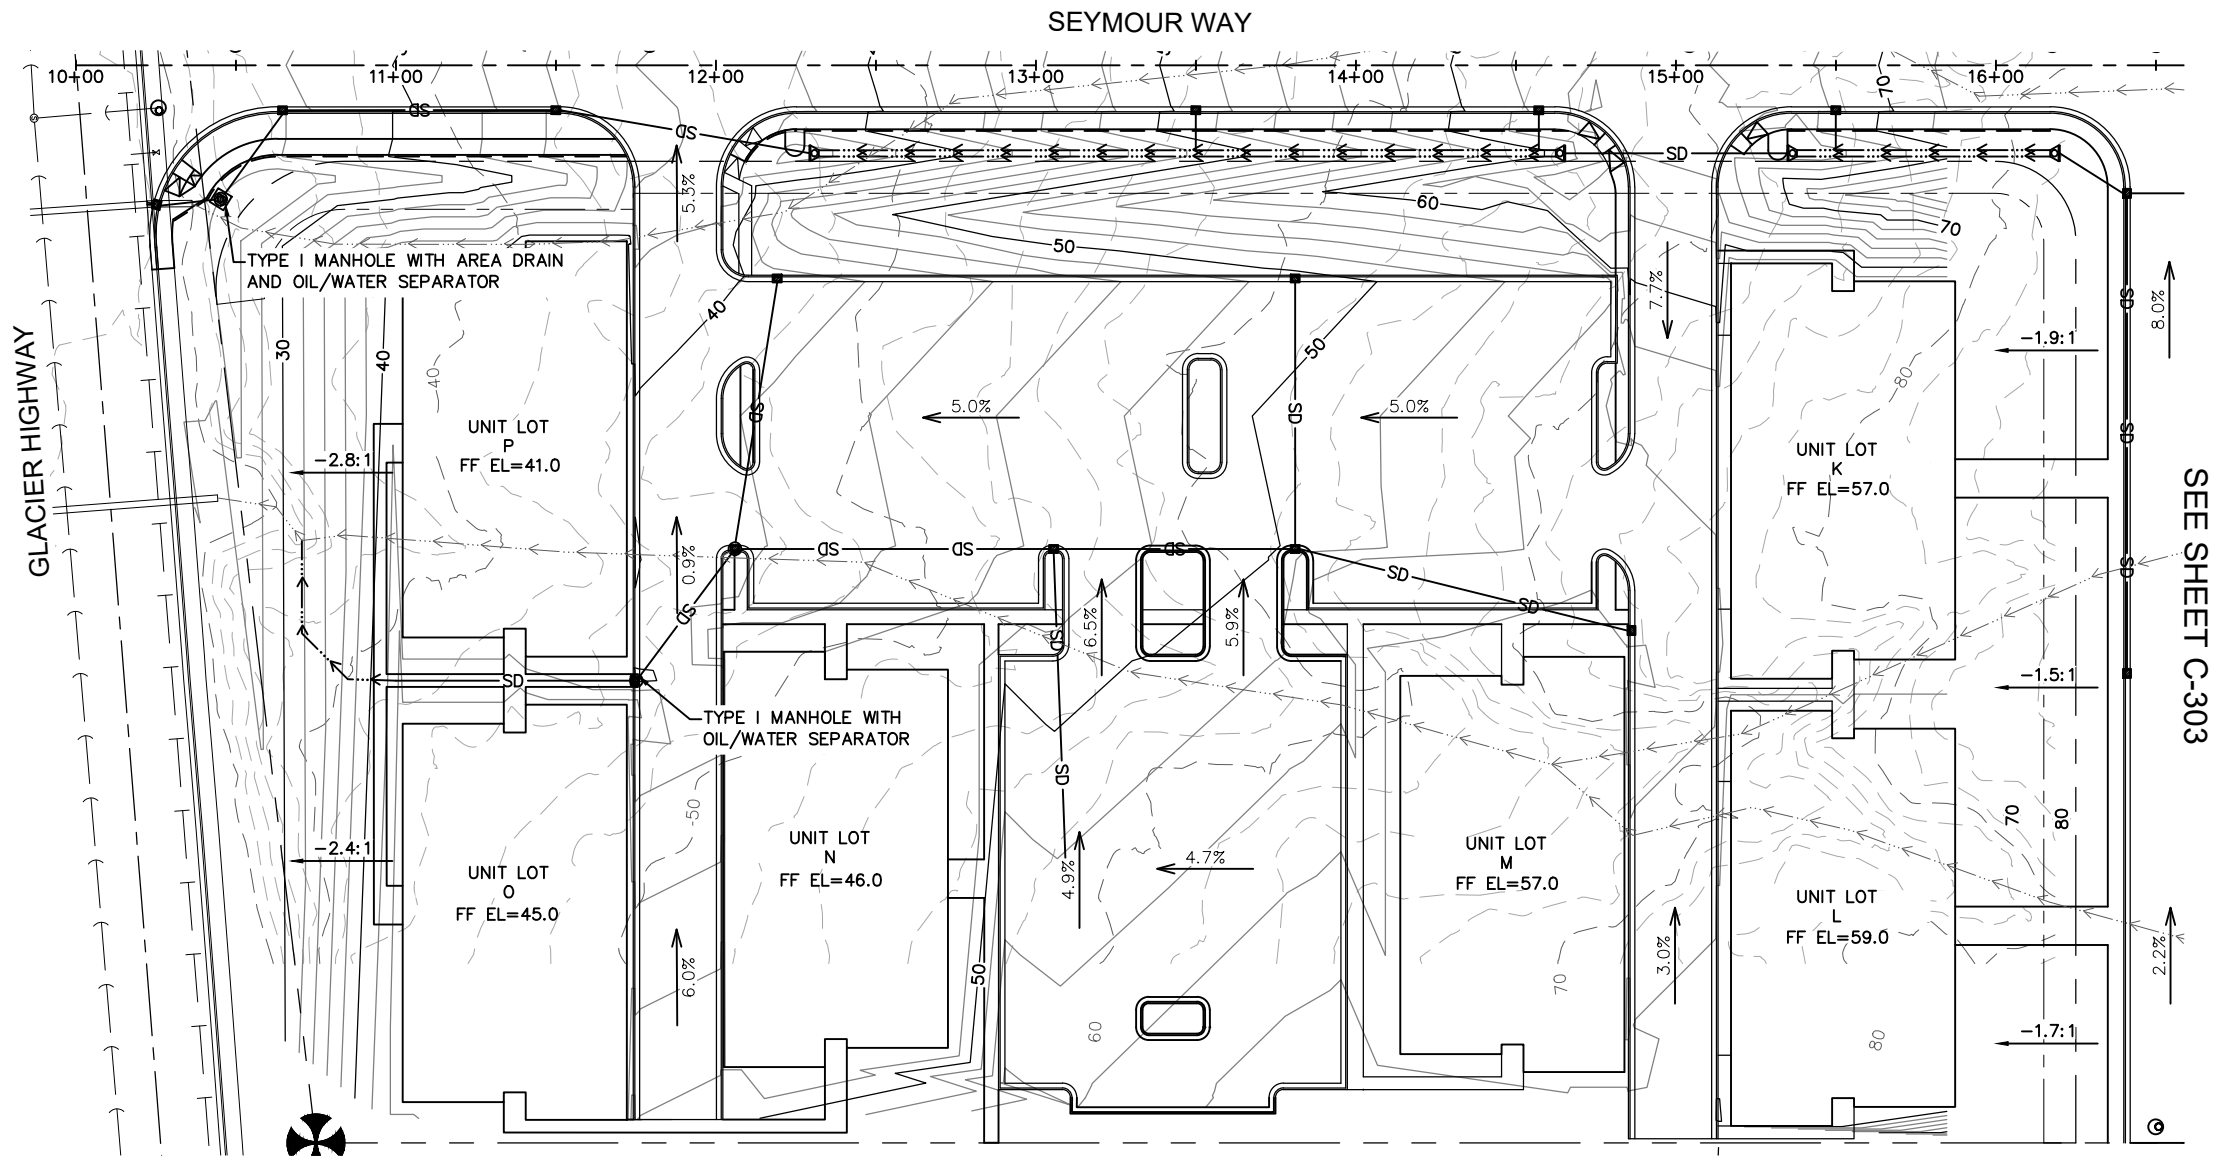 SEYMOUR WAY
10+00
11+00
12+00
13+00
14+00
15+00
16+00
70
SD
SD
SD
5.3%
60
50
70
TYPE I MANHOLE WITH AREA DRAIN
AND OIL/WATER SEPARATOR
7.7%
SD
8.0%
GLACIER HIGHWAY
30
40
40
40
50
-1.9:1
80
UNIT LOT
P
FF EL=41.0
-2.8:1
SD
5.0%
SD
5.0%
UNIT LOT
K
FF EL=57.0
SD
SEE SHEET C-303
0.9%
SD
SD
SD
SD
SD
SD
SD
SD
6.5%
5.9%
SD
-1.5:1
TYPE I MANHOLE WITH
OIL/WATER SEPARATOR
SD
50
70
80
-2.4:1
UNIT LOT
O
FF EL=45.0
UNIT LOT
N
FF EL=46.0
4.9%
4.7%
UNIT LOT
M
FF EL=57.0
UNIT LOT
L
FF EL=59.0
6.0%
50
60
70
3.0%
80
2.2%
-1.7:1